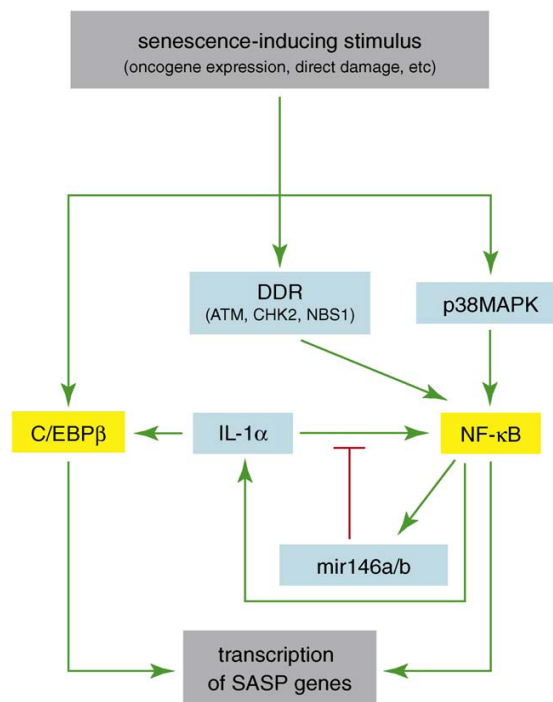 senescence-inducing stimulus
(oncogene expression, direct damage, etc)
DDR
(ATM, CHK2, NBS1)
p38MAPK
C/EBPβ
IL-1α
NF-κB
mir146a/b
transcription
of SASP genes